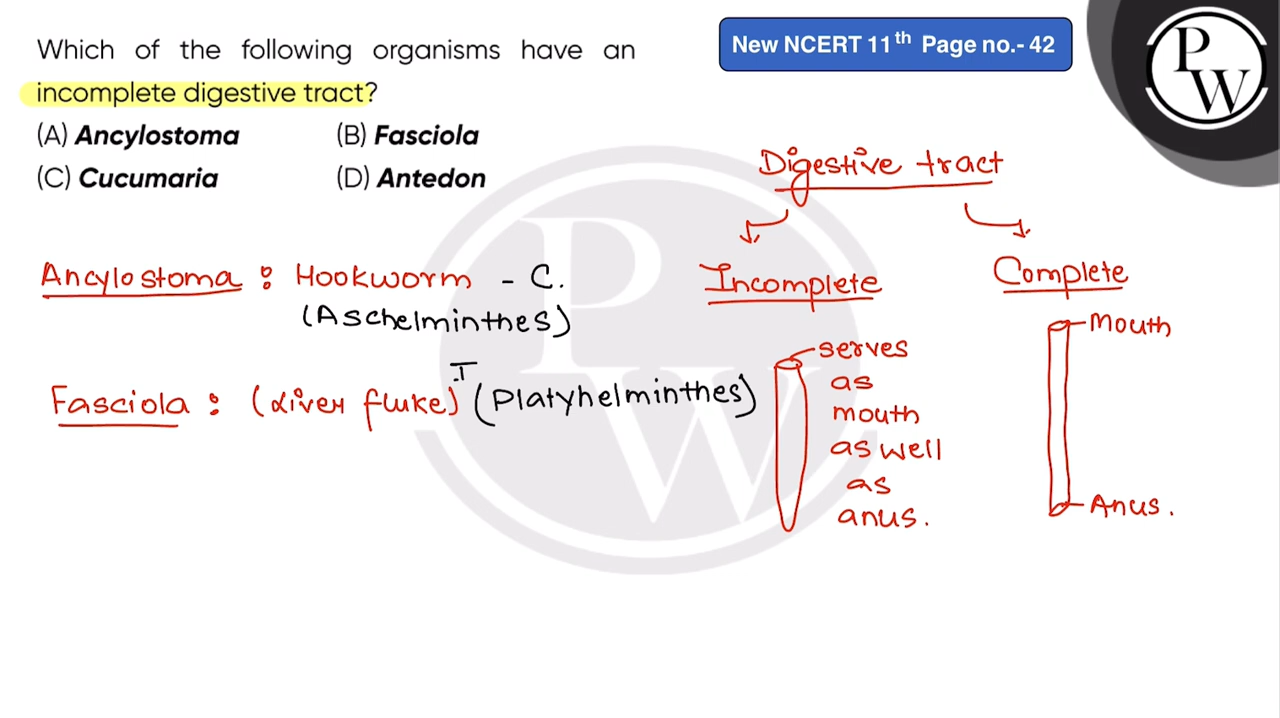 Which of the following organisms have an
incomplete digestive tract?
(A) Ancylostoma (B) Fasciola
(C) Cucumaria (D) Antedon
New NCERT 11th Page no.- 42
P
W
Digestive tract
Incomplete
Complete
Ancylostoma : Hookworm - C.
(Aschelminthes)
Fasciola : (Liver fluke) I (Platyhelminthes)
serves
as
mouth
as well
as
anus.
Mouth
Anus.
P
W